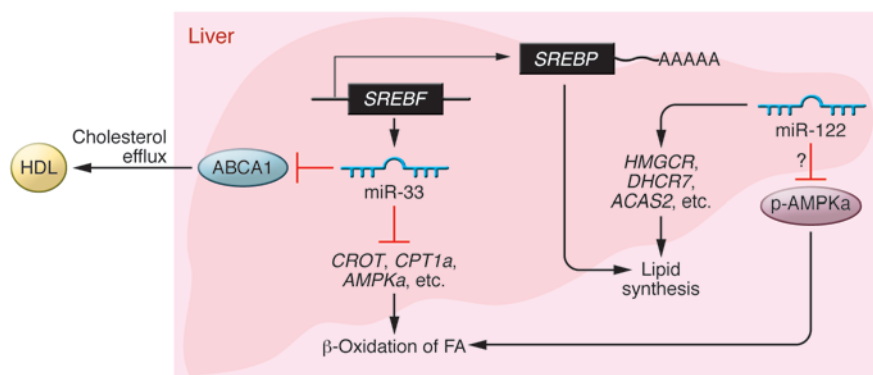 Liver
SREBP
AAAAA
SREBF
miR-122
Cholesterol
efflux
HDL
ABCA1
miR-33
HMGCR,
DHCR7,
ACAS2, etc.
?
p-AMPKa
CROT, CPT1a,
AMPKa, etc.
Lipid
synthesis
β-Oxidation of FA